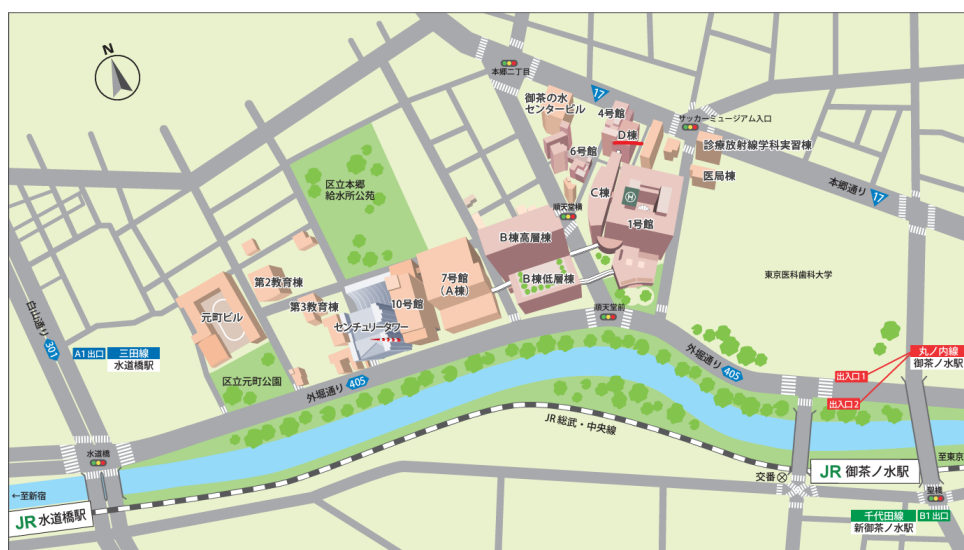 N
本郷二丁目
17
御茶の水
センタービル
4号館
D棟
サッカーミュージアム入口
診療放射線学科実習棟
6号館
医局棟
区立本郷
給水所公苑
C棟
H
本郷通り
17
順天堂横
1号館
B棟高層棟
東京医科歯科大学
第2教育棟
7号館
(A棟)
B棟低層棟
第3教育棟
10号館
元町ビル
センチュリータワー
順天堂前
白山通り
301
A1出口
三田線
水道橋駅
区立元町公園
外堀通り
405
外堀通り
405
丸ノ内線
御茶ノ水駅
出入口1
出入口2
JR総武・中央線
水道橋
←至新宿
JR 水道橋駅
交番
JR 御茶ノ水駅
至東京
聖橋
千代田線
B1出口
新御茶ノ水駅